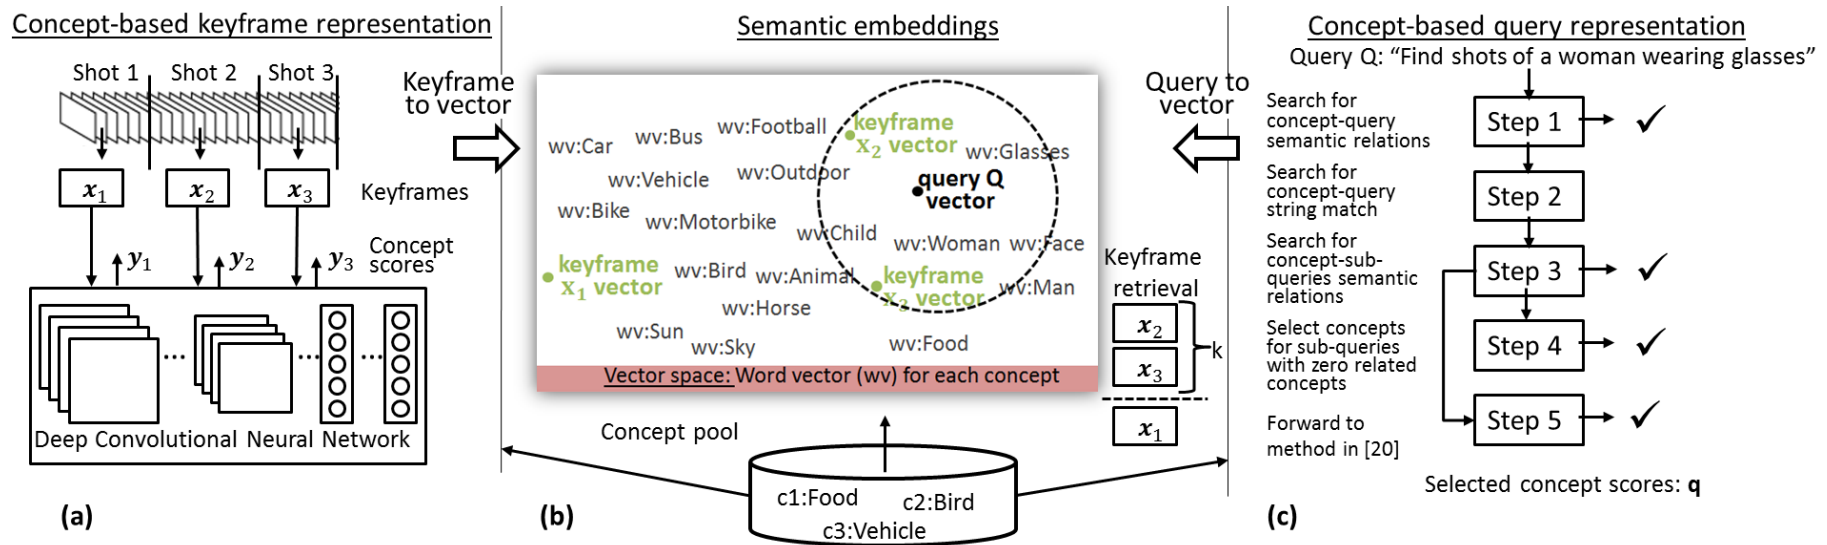 Concept-based keyframe representation
Shot 1 Shot 2 Shot 3
x1 x2 x3 Keyframes
y1 y2 y3 Concept scores
Deep Convolutional Neural Network
(a)
Keyframe to vector
Semantic embeddings
wv:Car
wv:Bus
wv:Football
keyframe x2 vector
wv:Glasses
wv:Vehicle
wv:Outdoor
query Q vector
wv:Bike
wv:Motorbike
wv:Child
wv:Woman
wv:Face
keyframe x1 vector
wv:Bird
wv:Animal
keyframe x3 vector
wv:Man
wv:Horse
wv:Sun
wv:Sky
wv:Food
Vector space: Word vector (wv) for each concept
Concept pool
c1:Food
c2:Bird
c3:Vehicle
(b)
Query to vector
Keyframe retrieval
x2
x3
k
x1
Concept-based query representation
Query Q: “Find shots of a woman wearing glasses”
Search for
concept-query
semantic relations
Step 1
Search for
concept-query
string match
Step 2
Search for
concept-sub-
queries semantic
relations
Step 3
Select concepts
for sub-queries
with zero related
concepts
Step 4
Forward to
method in [20]
Step 5
Selected concept scores: q
(c)